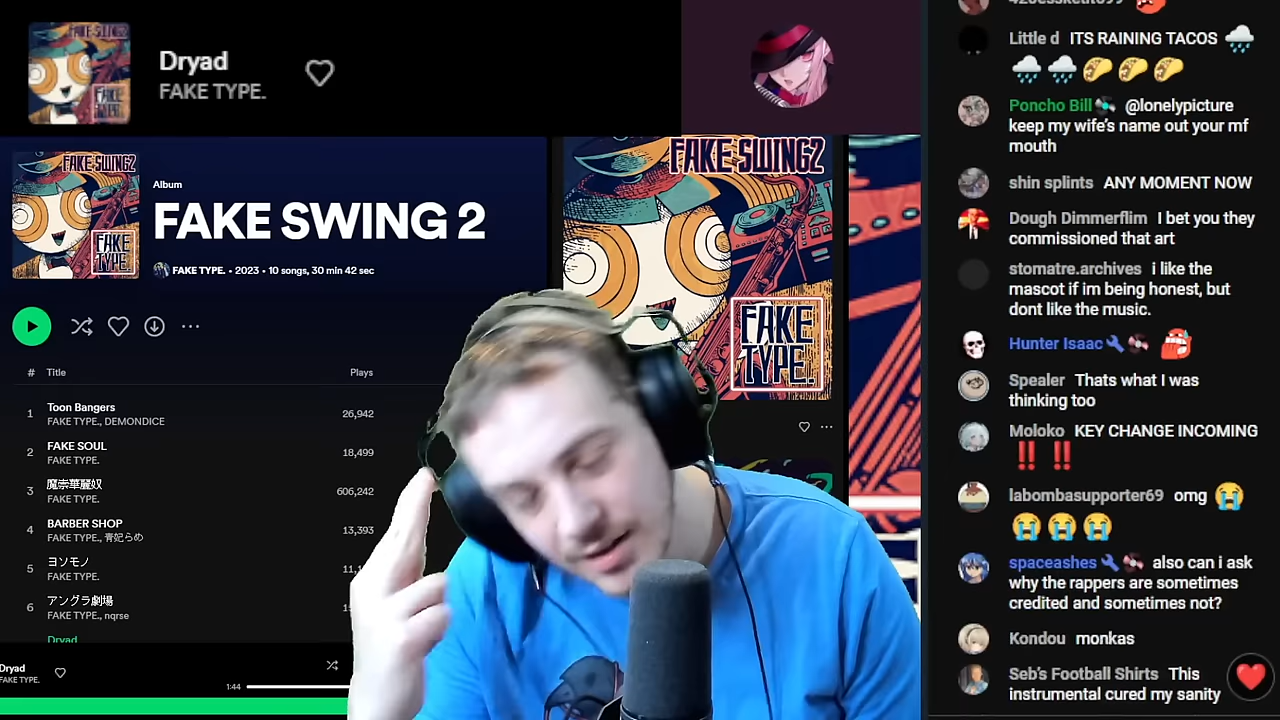 Dryad
FAKE TYPE.
FAKE SWING2
FAKE TYPE.
Album
FAKE SWING 2
FAKE TYPE. • 2023 • 10 songs, 30 min 42 sec
# Title Plays
1 Toon Bangers 26,942
FAKE TYPE., DEMONDICE
2 FAKE SOUL 18,499
FAKE TYPE.
3 魔崇華麗奴 606,242
FAKE TYPE.
4 BARBER SHOP 13,393
FAKE TYPE., 青妃らめ
5 ヨソモノ
FAKE TYPE.
6 アングラ劇場
FAKE TYPE., nqrse
Dryad
Dryad
FAKE TYPE.
1:44
FAKE SWING2
FAKE
TYPE.
Little d ITS RAINING TACOS
Poncho Bill @lonelypicture
keep my wife's name out your mf
mouth
shin splints ANY MOMENT NOW
Dough Dimmerflim I bet you they
commissioned that art
stomatre.archives i like the
mascot if im being honest, but
dont like the music.
Hunter Isaac
Spealer Thats what I was
thinking too
Moloko KEY CHANGE INCOMING
‼️ ‼️
labombasupporter69 omg 😭
😭😭😭
spaceashes also can i ask
why the rappers are sometimes
credited and sometimes not?
Kondou monkas
Seb's Football Shirts This
instrumental cured my sanity